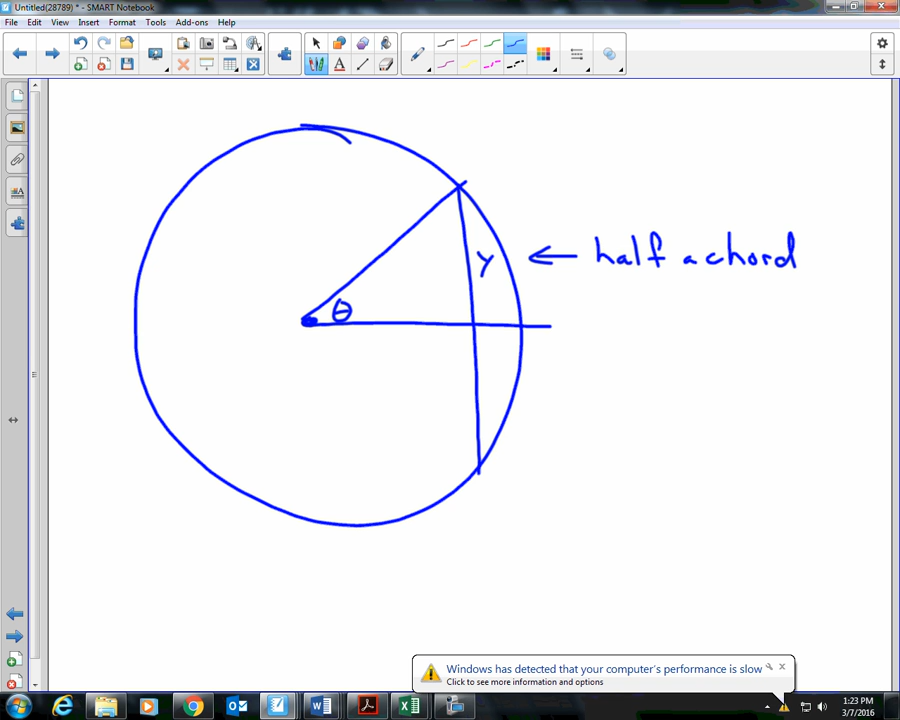 Untitled(28789) * - SMART Notebook
File Edit View Insert Format Tools Add-ons Help
y ← half a chord
θ
Windows has detected that your computer's performance is slow
Click to see more information and options
1:23 PM
3/7/2016